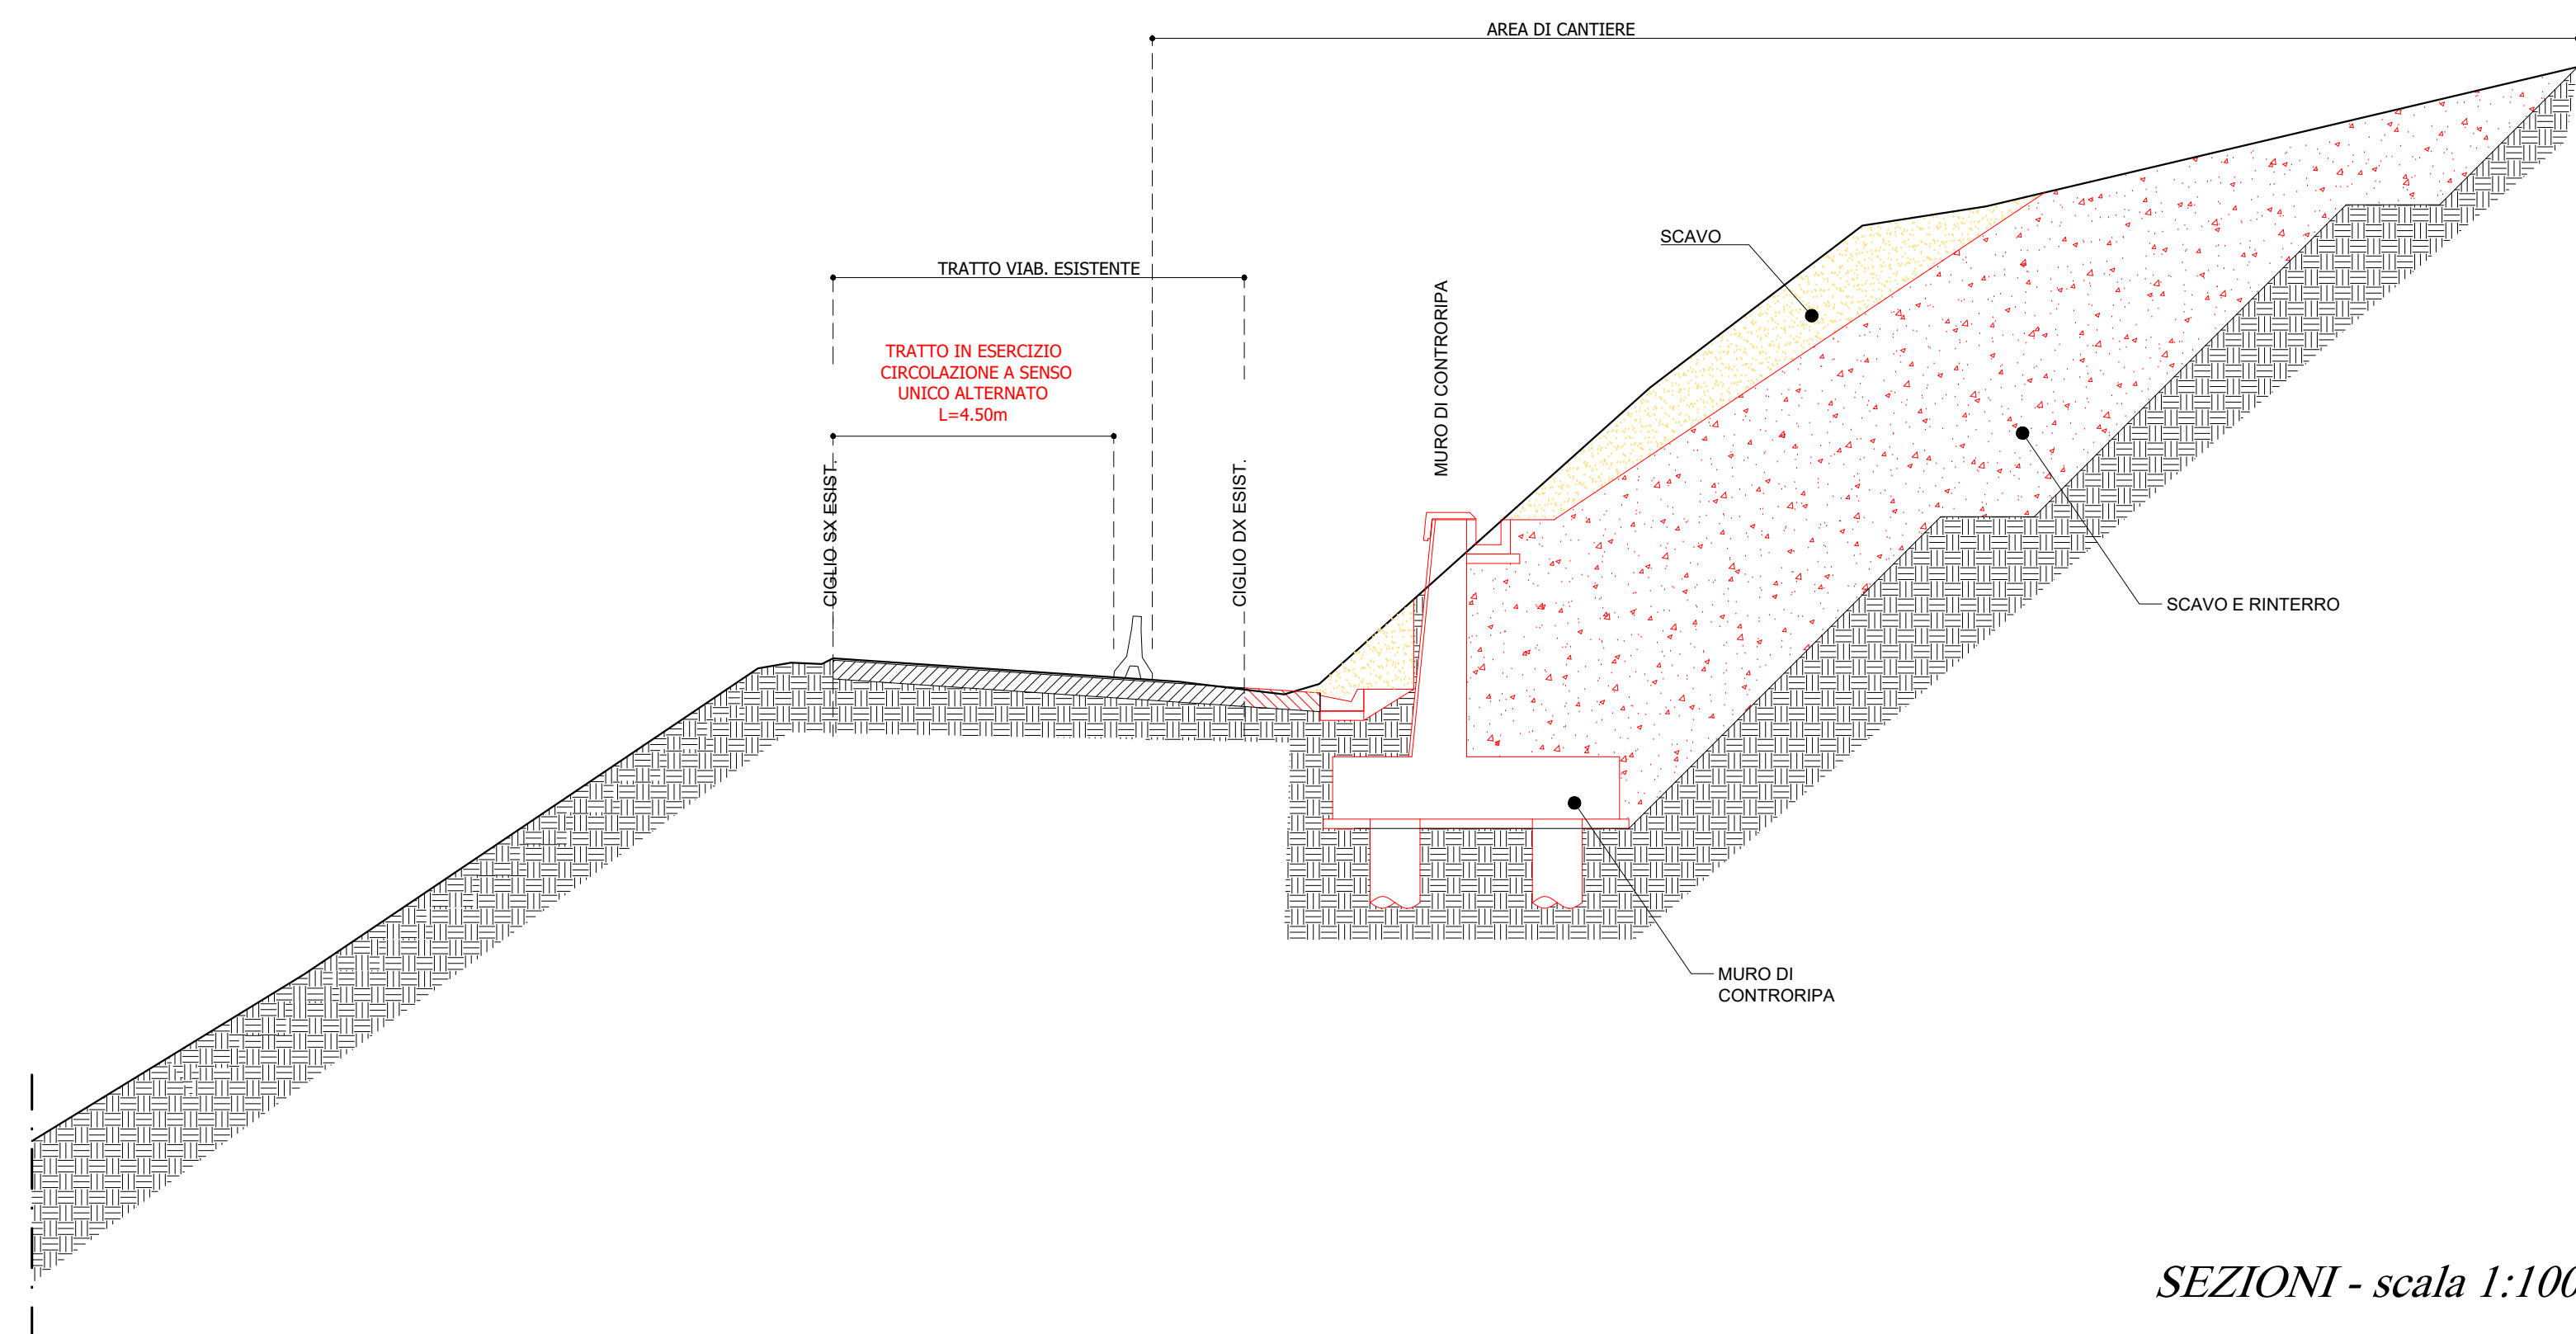 AREA DI CANTIERE
SCAVO
TRATTO VIAB. ESISTENTE
MURO DI CONTRORIPA
TRATTO IN ESERCIZIO
CIRCOLAZIONE A SENSO
UNICO ALTERNATO
L=4.50m
CIGLIO SX ESIST.
CIGLIO DX ESIST.
SCAVO E RINTERRO
MURO DI
CONTRORIPA
SEZIONI - scala 1:100